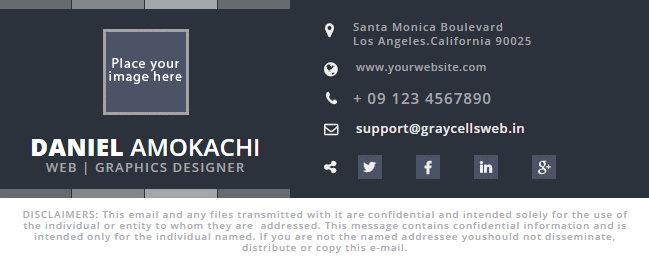 Place your
image here
DANIEL AMOKACHI
WEB | GRAPHICS DESIGNER
Santa Monica Boulevard
Los Angeles.California 90025
www.yourwebsite.com
+ 09 123 4567890
support@graycellsweb.in
f in g+
DISCLAIMERS: This email and any files transmitted with it are confidential and intended solely for the use of
the individual or entity to whom they are addressed. This message contains confidential information and is
intended only for the individual named. If you are not the named addressee youshould not disseminate,
distribute or copy this e-mail.